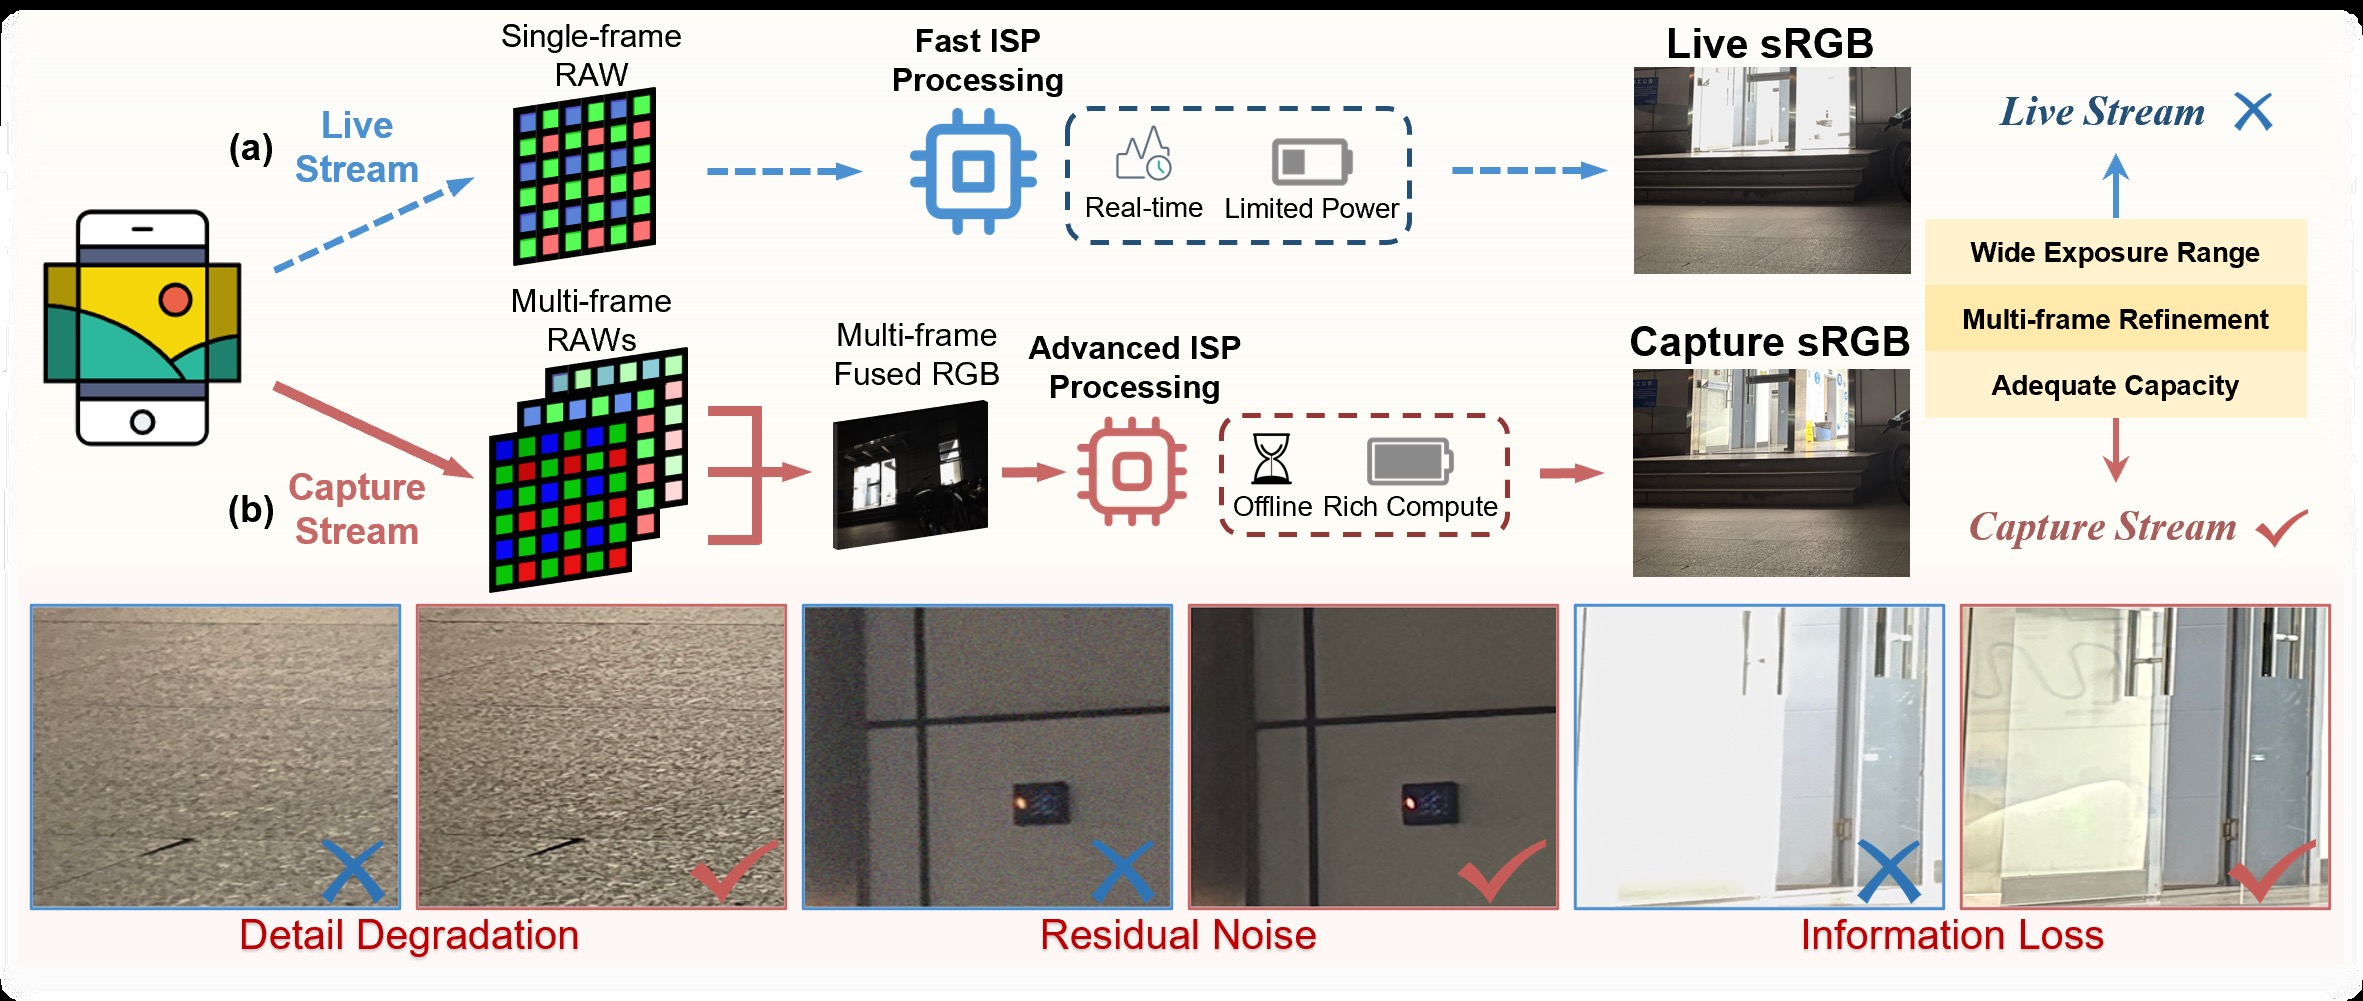 Single-frame
RAW
Fast ISP
Processing
Live sRGB
(a)
Live
Stream
Real-time
Limited Power
Live Stream
Wide Exposure Range
Multi-frame Refinement
Adequate Capacity
Multi-frame
RAWs
Multi-frame
Fused RGB
Advanced ISP
Processing
Capture sRGB
(b)
Capture
Stream
Offline
Rich Compute
Capture Stream
Detail Degradation
Residual Noise
Information Loss